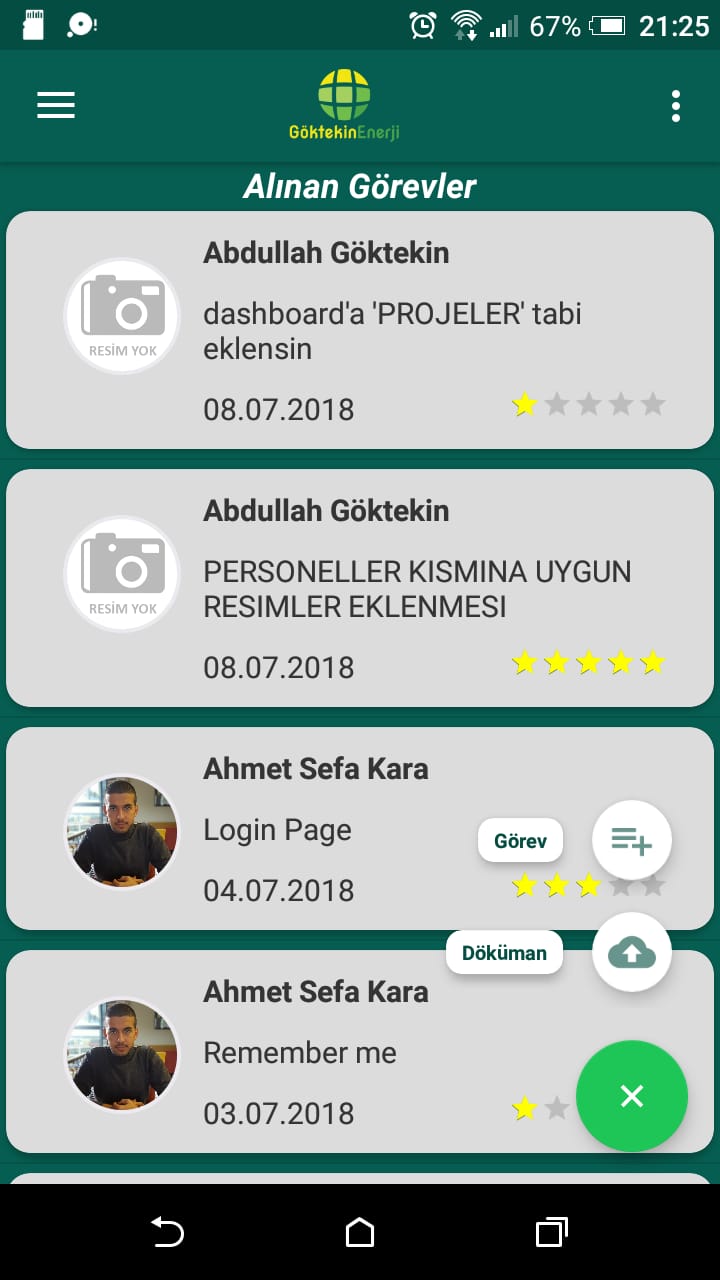 67% 21:25
GöktekinEnerji
Alınan Görevler
Abdullah Göktekin
dashboard'a 'PROJELER' tabi
eklensin
RESİM YOK
08.07.2018
Abdullah Göktekin
PERSONELLER KISMINA UYGUN
RESIMLER EKLENMESI
RESİM YOK
08.07.2018
Ahmet Sefa Kara
Login Page
Görev
04.07.2018
Döküman
Ahmet Sefa Kara
Remember me
03.07.2018